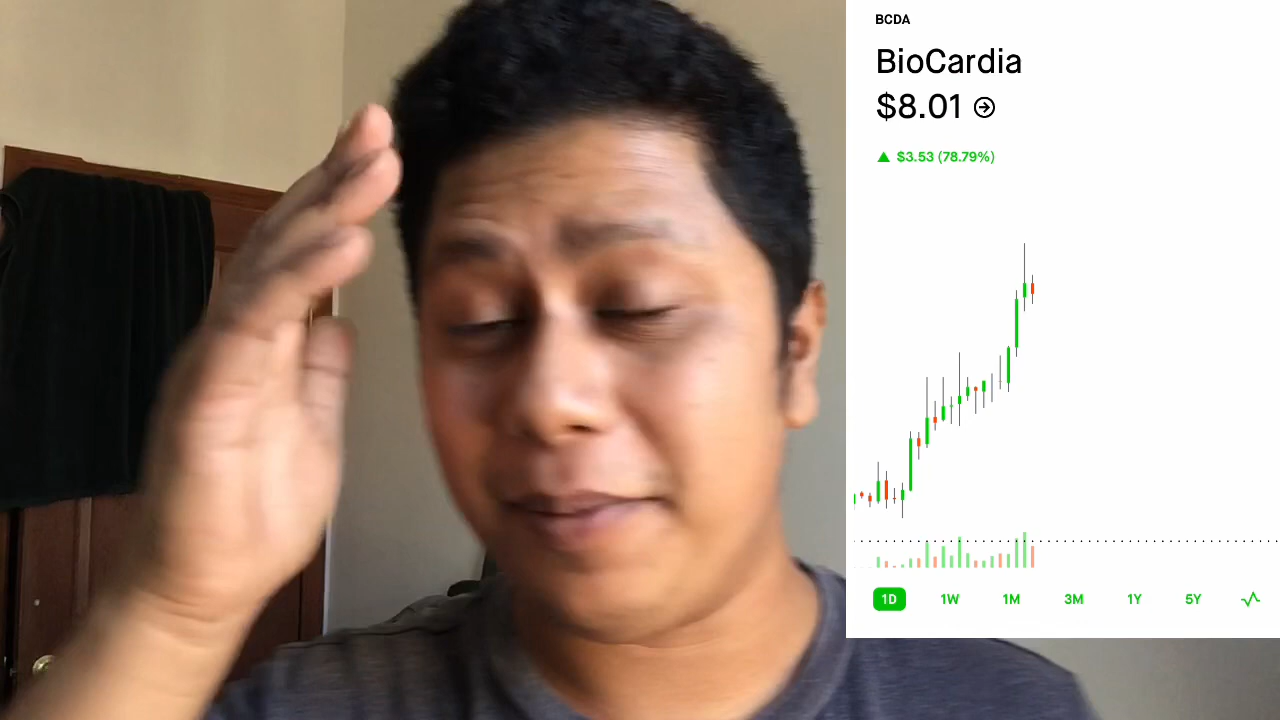 BCDA
BioCardia
$8.01
▲ $3.53 (78.79%)
1D 1W 1M 3M 1Y 5Y